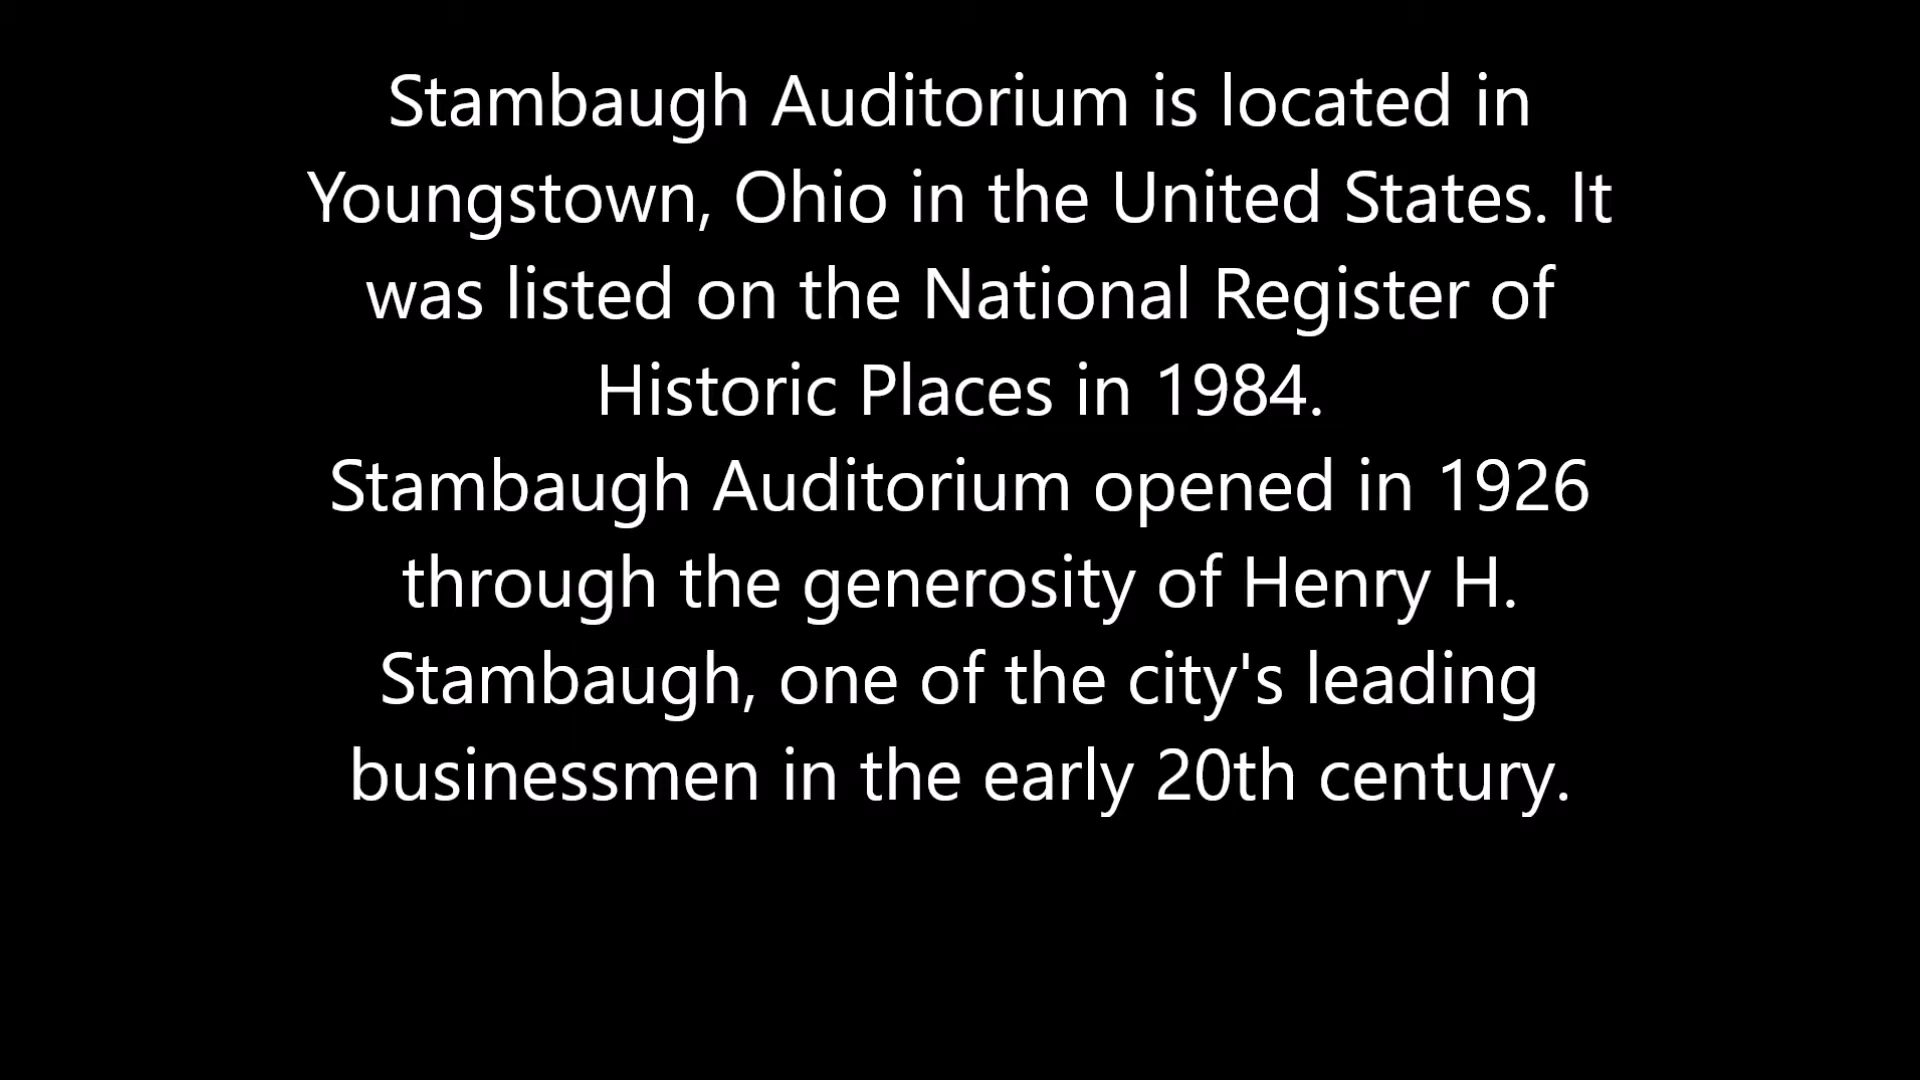 Stambaugh Auditorium is located in
Youngstown, Ohio in the United States. It
was listed on the National Register of
Historic Places in 1984.
Stambaugh Auditorium opened in 1926
through the generosity of Henry H.
Stambaugh, one of the city's leading
businessmen in the early 20th century.